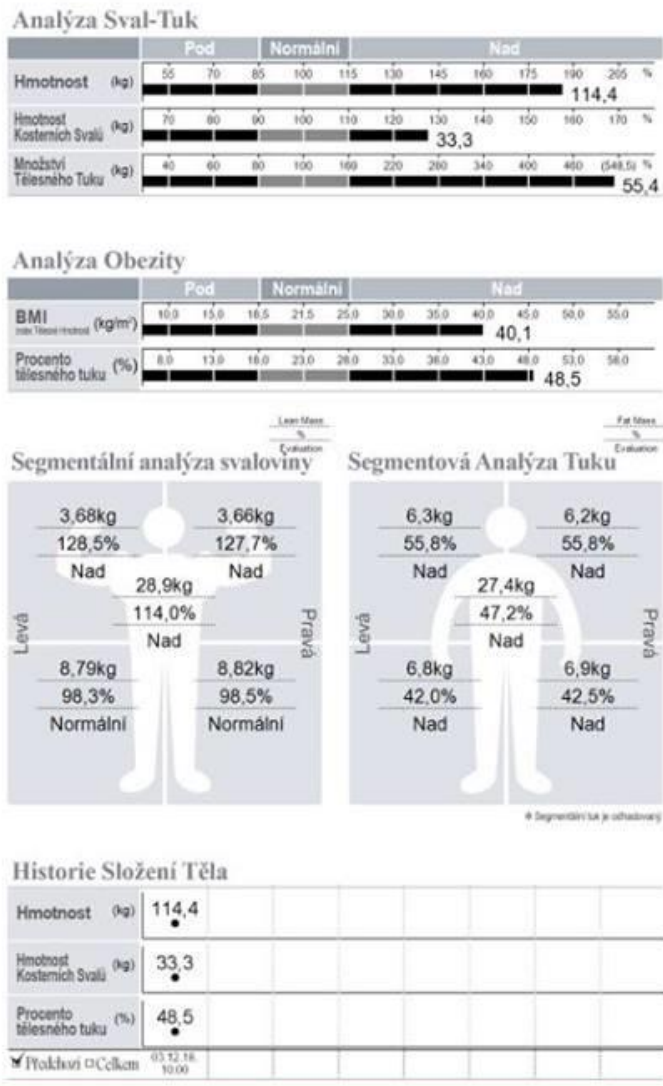 Analýza Sval-Tuk
Pod Normální Nad
Hmotnost (kg) 55 70 85 100 115 130 145 160 175 190 205 %
114,4
Hmotnost Kosterních Svalů (kg) 70 80 90 100 110 120 130 140 150 160 170 %
33,3
Množství Tělesného Tuku (kg) 40 60 80 100 160 220 280 340 400 460 (548,5) %
55,4
Analýza Obezity
Pod Normální Nad
BMI (kg/m²) 10,0 15,0 18,5 21,5 25,0 30,0 35,0 40,0 45,0 50,0 55,0
40,1
Procento tělesného tuku (%) 8,0 13,0 18,0 23,0 28,0 33,0 38,0 43,0 48,0 53,0 58,0
48,5
Lean Mass
%
Evaluation
Segmentální analýza svaloviny
3,68kg 3,66kg
128,5% 127,7%
Nad Nad
28,9kg
114,0%
Nad
Levá Pravá
8,79kg 8,82kg
98,3% 98,5%
Normální Normální
Fat Mass
%
Evaluation
Segmentová Analýza Tuku
6,3kg 6,2kg
55,8% 55,8%
Nad Nad
27,4kg
47,2%
Nad
Levá Pravá
6,8kg 6,9kg
42,0% 42,5%
Nad Nad
* Segmentální tuk je odhadovaný
Historie Složení Těla
Hmotnost (kg) 114,4
Hmotnost Kosterních Svalů (kg) 33,3
Procento tělesného tuku (%) 48,5
Předchozí Celkem 03.12.18. 10:00